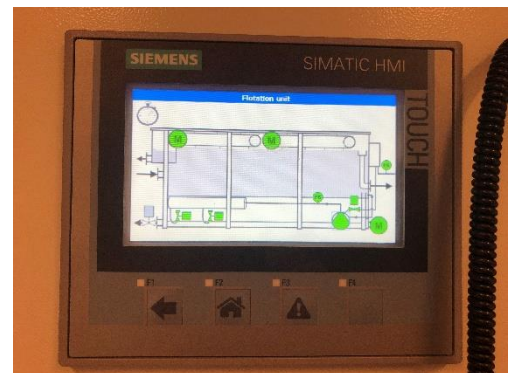 SIEMENS
SIMATIC HMI
TOUCH
Flotation unit
M
M
M
F1
F2
F3
F4